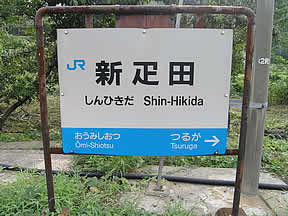 JR 新疋田
しんひきだ Shin-Hikida
おうみしおつ つるが
Ōmi-Shiotsu Tsuruga →